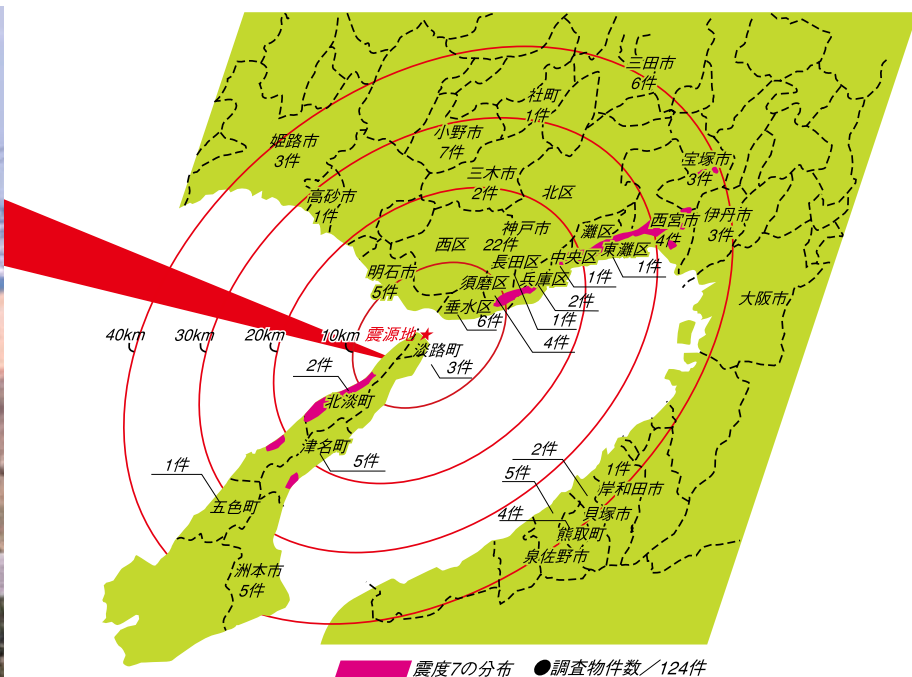 三田市
6件
社町
1件
姫路市
3件
小野市
7件
宝塚市
3件
三木市
2件
高砂市
1件
北区
西宮市
4件
伊丹市
3件
神戸市
22件
灘区
東灘区
1件
西区
中央区
1件
長田区
1件
兵庫区
2件
明石市
5件
須磨区
4件
垂水区
6件
大阪市
40km
30km
20km
10km
震源地★
淡路町
3件
2件
北淡町
津名町
5件
1件
五色町
2件
5件
4件
1件
岸和田市
貝塚市
熊取町
泉佐野市
洲本市
5件
震度7の分布
●調査物件数／124件